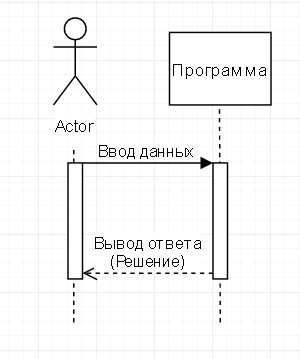 Программа
Actor
Ввод данных
Вывод ответа
(Решение)